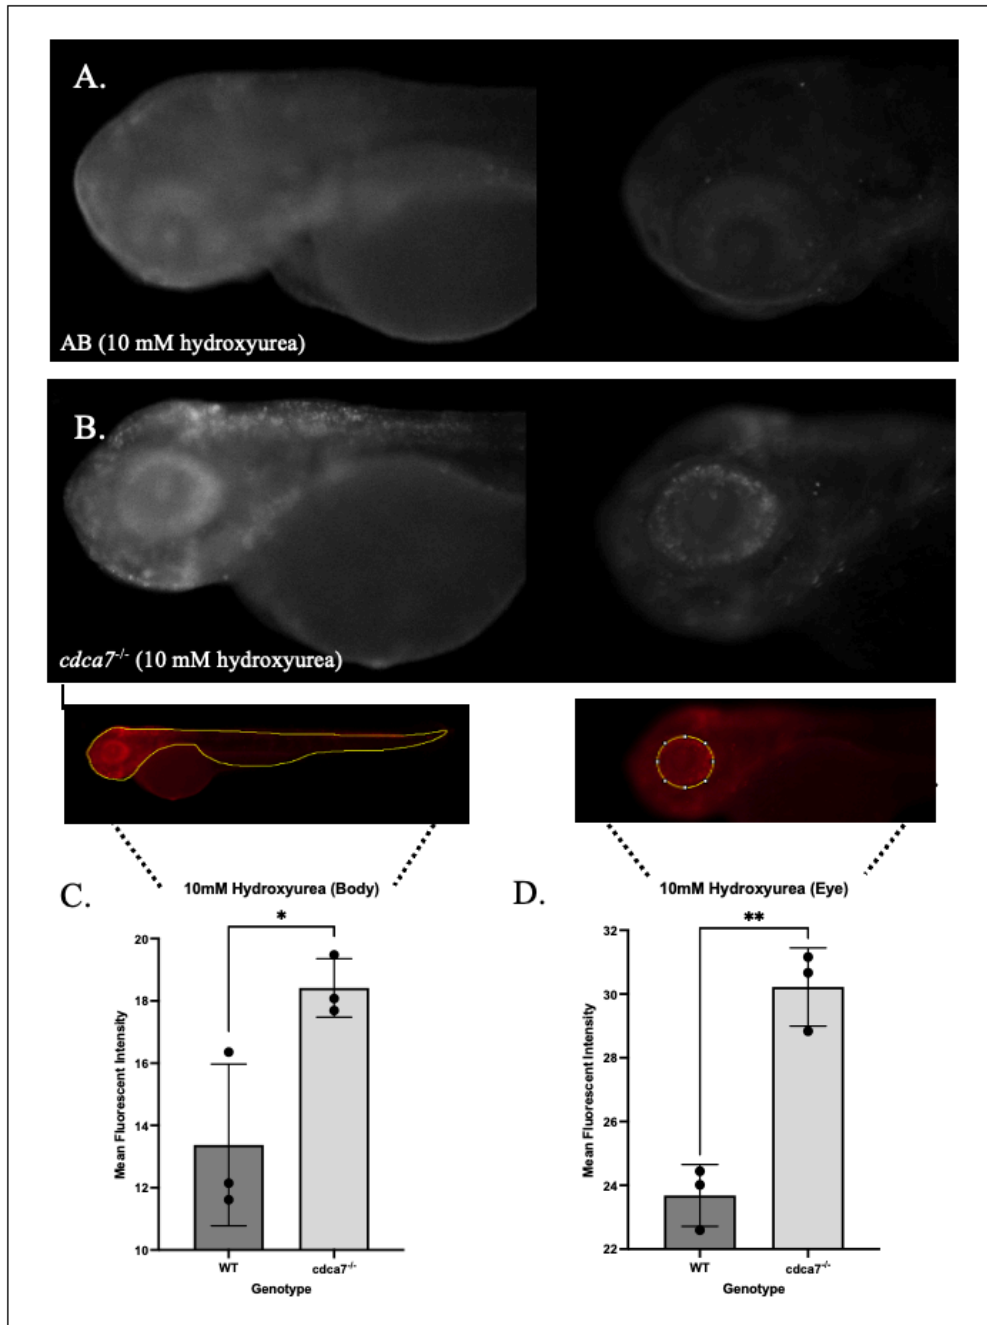 A.
AB (10 mM hydroxyurea)
B.
cdca7-/- (10 mM hydroxyurea)
C.
10mM Hydroxyurea (Body)
*
Mean Fluorescent Intensity
20
18
16
14
12
10
WT
cdca7-/-
Genotype
D.
10mM Hydroxyurea (Eye)
**
Mean Fluorescent Intensity
32
30
28
26
24
22
WT
cdca7-/-
Genotype